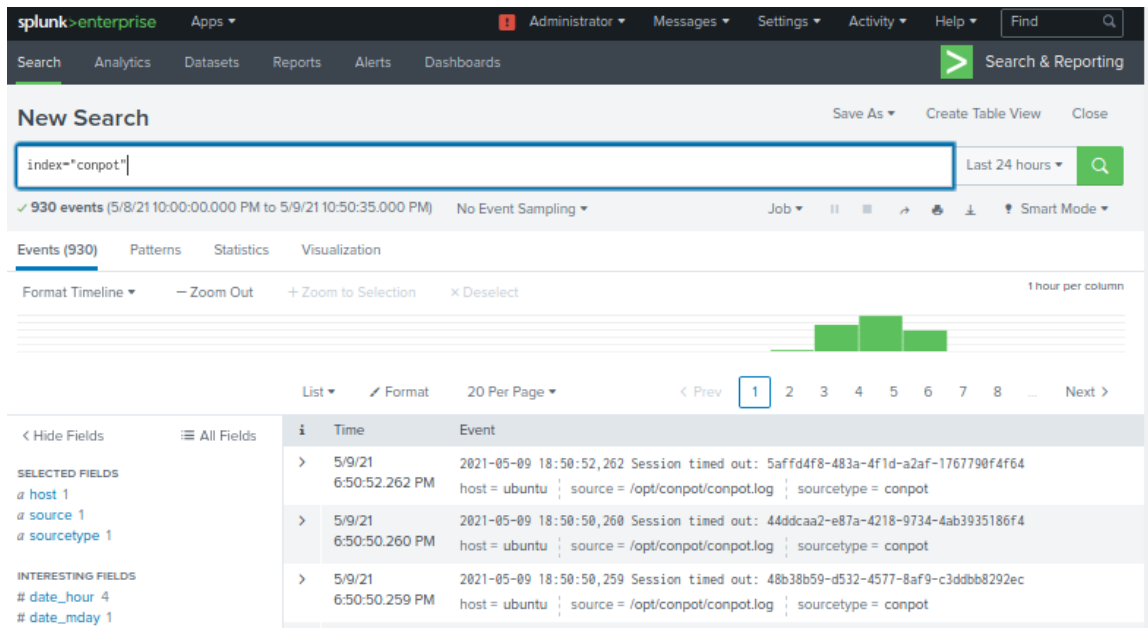 splunk>enterprise Apps ▾ ! Administrator ▾ Messages ▾ Settings ▾ Activity ▾ Help ▾ Find
Search Analytics Datasets Reports Alerts Dashboards > Search & Reporting
New Search Save As ▾ Create Table View Close
index="conpot" Last 24 hours ▾
✓ 930 events (5/8/21 10:00:00.000 PM to 5/9/21 10:50:35.000 PM) No Event Sampling ▾ Job ▾ Smart Mode ▾
Events (930) Patterns Statistics Visualization
Format Timeline ▾ — Zoom Out + Zoom to Selection × Deselect 1 hour per column
List ▾ Format 20 Per Page ▾ < Prev 1 2 3 4 5 6 7 8 ... Next >
< Hide Fields All Fields i Time Event
SELECTED FIELDS
a host 1
a source 1
a sourcetype 1
INTERESTING FIELDS
# date_hour 4
# date_mday 1
> 5/9/21 2021-05-09 18:50:52,262 Session timed out: 5affd4f8-483a-4f1d-a2af-1767790f4f64
6:50:52.262 PM host = ubuntu source = /opt/conpot/conpot.log sourcetype = conpot
> 5/9/21 2021-05-09 18:50:50,260 Session timed out: 44ddcaa2-e87a-4218-9734-4ab3935186f4
6:50:50.260 PM host = ubuntu source = /opt/conpot/conpot.log sourcetype = conpot
> 5/9/21 2021-05-09 18:50:50,259 Session timed out: 48b38b59-d532-4577-8af9-c3ddbb8292ec
6:50:50.259 PM host = ubuntu source = /opt/conpot/conpot.log sourcetype = conpot